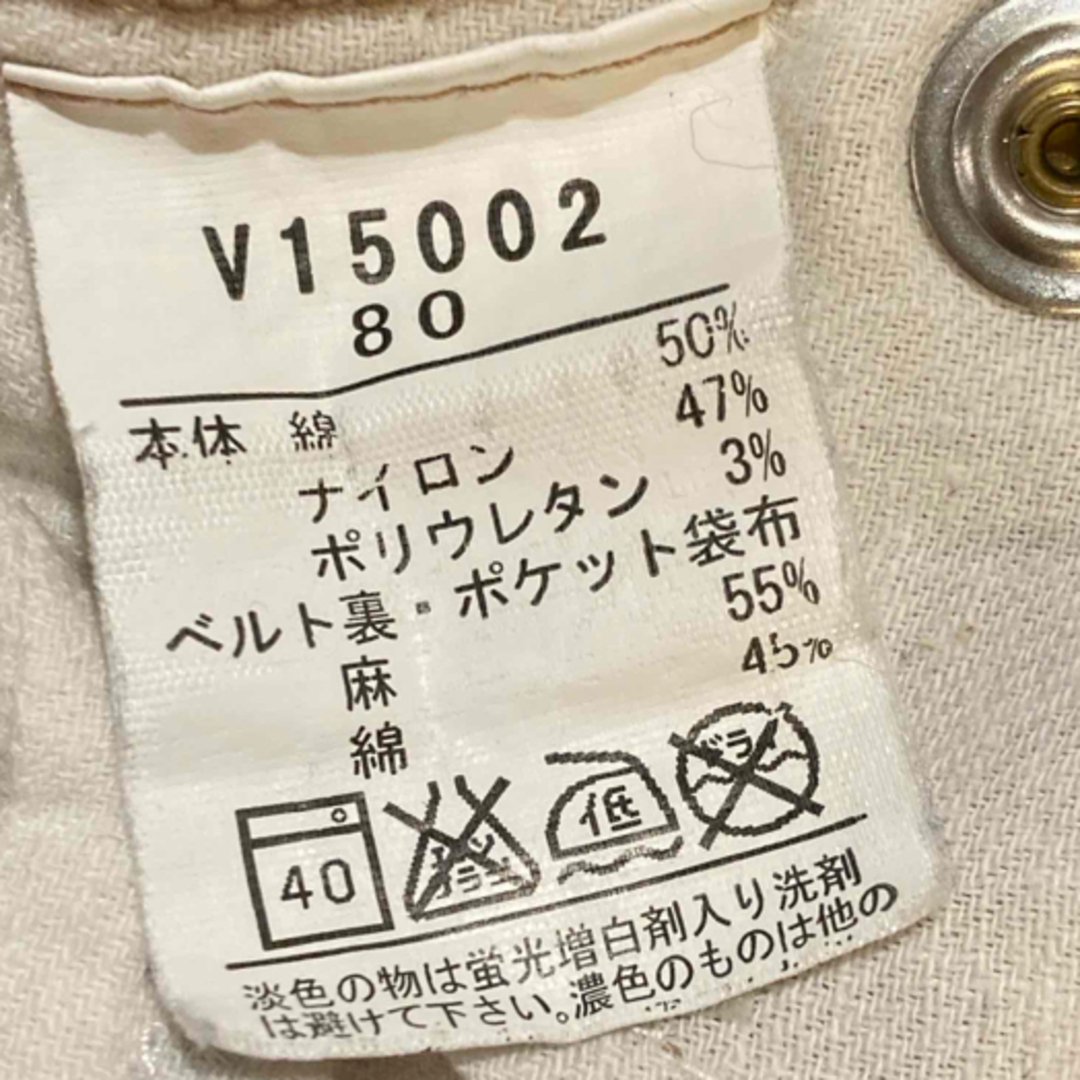 V15002
80
本体 綿 50%
ナイロン 47%
ポリウレタン 3%
ベルト裏・ポケット袋布
麻 55%
綿 45%
40 低 ドライ
淡色の物は蛍光増白剤入り洗剤
は避けて下さい。濃色のものは他の